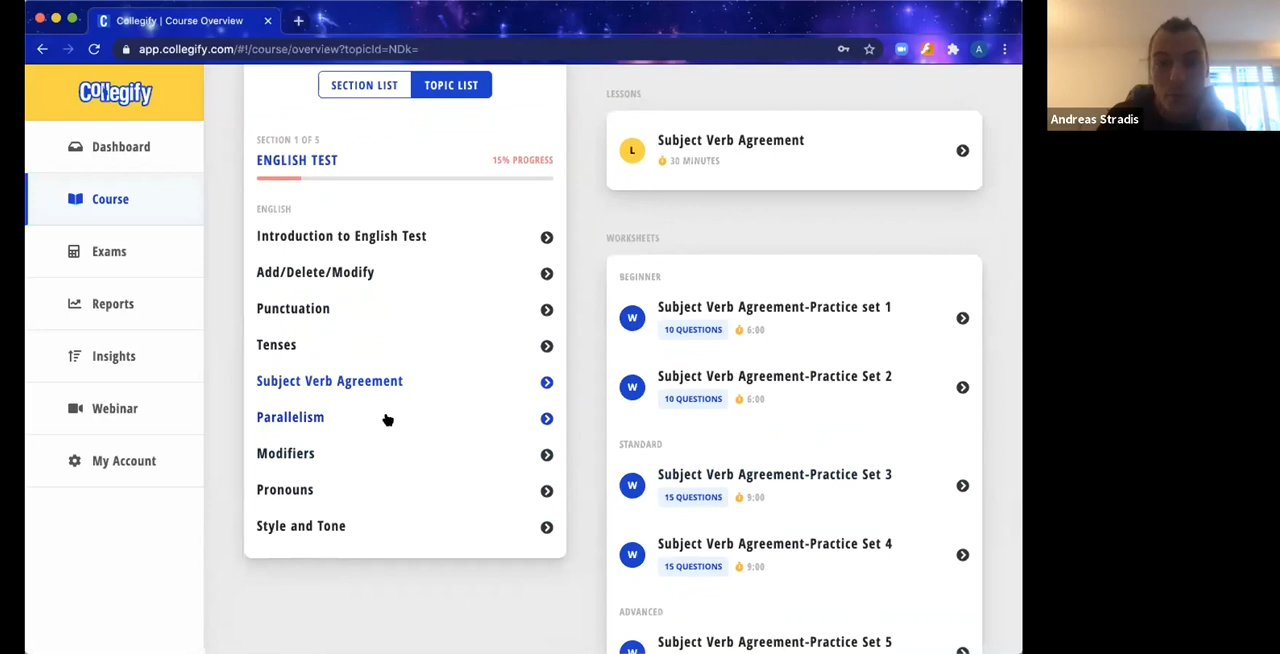 Collegify | Course Overview
app.collegify.com/#!/course/overview?topicId=NDk=
A
Collegify
Dashboard
Course
Exams
Reports
Insights
Webinar
My Account
SECTION LIST
TOPIC LIST
SECTION 1 OF 5
ENGLISH TEST
15% PROGRESS
ENGLISH
Introduction to English Test
Add/Delete/Modify
Punctuation
Tenses
Subject Verb Agreement
Parallelism
Modifiers
Pronouns
Style and Tone
LESSONS
L
Subject Verb Agreement
30 MINUTES
WORKSHEETS
BEGINNER
W
Subject Verb Agreement-Practice set 1
10 QUESTIONS
6:00
W
Subject Verb Agreement-Practice Set 2
10 QUESTIONS
6:00
STANDARD
W
Subject Verb Agreement-Practice Set 3
15 QUESTIONS
9:00
W
Subject Verb Agreement-Practice Set 4
15 QUESTIONS
9:00
ADVANCED
W
Subject Verb Agreement-Practice Set 5
Andreas Stradis